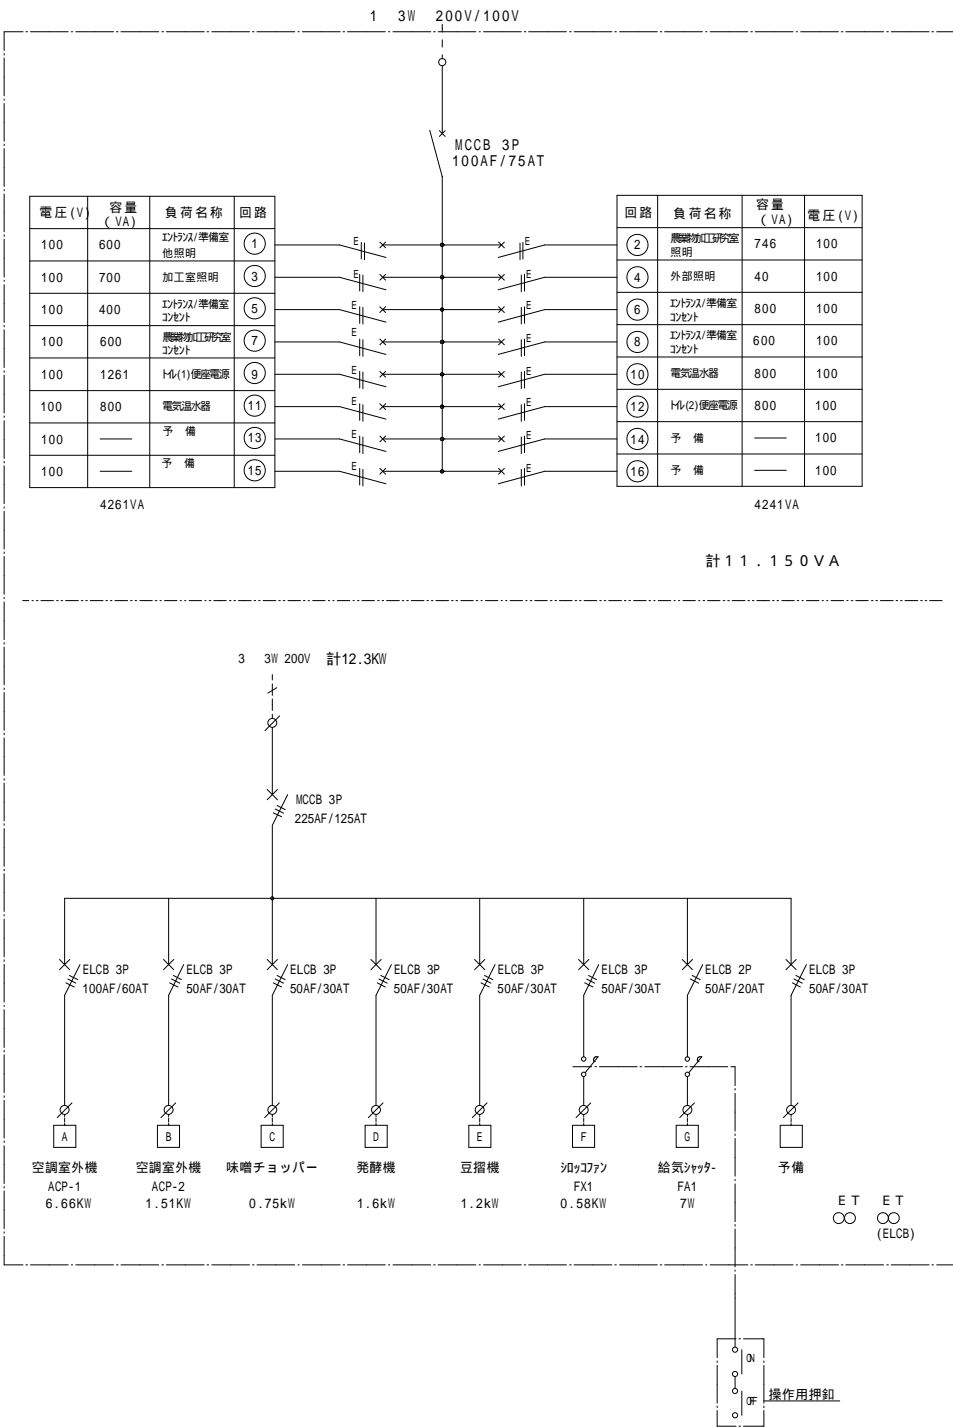 1 3W 200V/100V
MCCB 3P
100AF/75AT
電圧(V) 容量(VA) 負荷名称 回路
100 600 エントランス/準備室他照明 1
100 700 加工室照明 3
100 400 エントランス/準備室コンセント 5
100 600 農業物加工研究室コンセント 7
100 1261 トイレ(1)便座電源 9
100 800 電気温水器 11
100 —— 予備 13
100 —— 予備 15
4261VA
回路 負荷名称 容量(VA) 電圧(V)
2 農業物加工研究室照明 746 100
4 外部照明 40 100
6 エントランス/準備室コンセント 800 100
8 エントランス/準備室コンセント 600 100
10 電気温水器 800 100
12 トイレ(2)便座電源 800 100
14 予備 —— 100
16 予備 —— 100
4241VA
E E
E E
E E
E E
E E
E E
E E
E E
計11.150VA
3 3W 200V 計12.3KW
MCCB 3P
225AF/125AT
ELCB 3P ELCB 3P ELCB 3P ELCB 3P ELCB 3P ELCB 3P ELCB 2P ELCB 3P
100AF/60AT 50AF/30AT 50AF/30AT 50AF/30AT 50AF/30AT 50AF/30AT 50AF/20AT 50AF/30AT
A B C D E F G
空調室外機 空調室外機 味噌チョッパー 発酵機 豆摺機 シロッコファン 給気シャッター 予備
ACP-1 ACP-2 FX1 FA1
6.66KW 1.51KW 0.75kW 1.6kW 1.2kW 0.58KW 7W
ET ET
(ELCB)
ON
OFF
操作用押釦